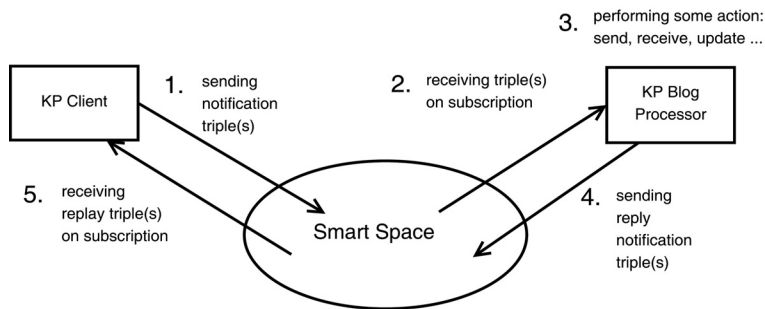 3. performing some action:
send, receive, update ...
KP Client
1. sending
notification
triple(s)
2. receiving triple(s)
on subscription
KP Blog
Processor
5. receiving
replay triple(s)
on subscription
Smart Space
4. sending
reply
notification
triple(s)